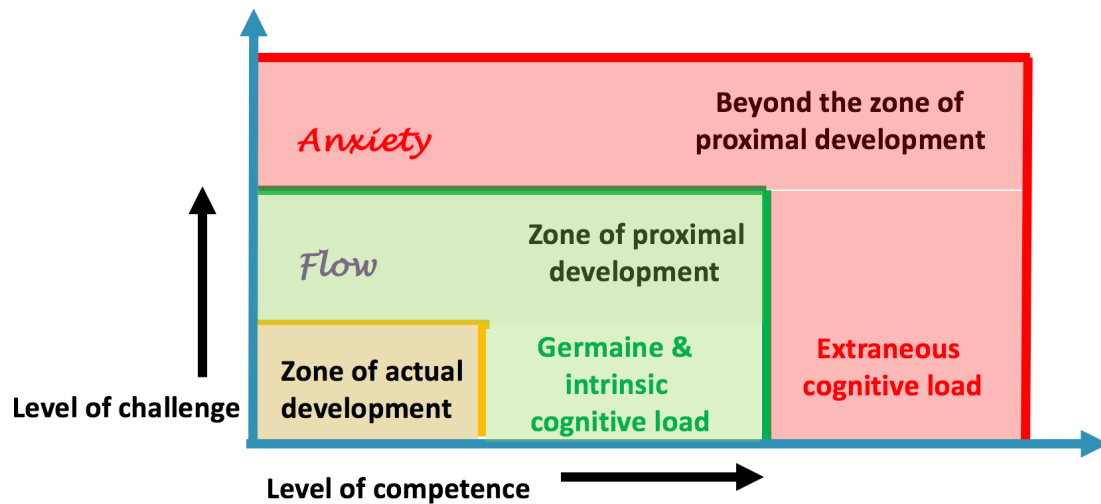 Beyond the zone of
proximal development
Anxiety
Zone of proximal
development
Flow
Germaine &
intrinsic
cognitive load
Extraneous
cognitive load
Zone of actual
development
Level of challenge
Level of competence